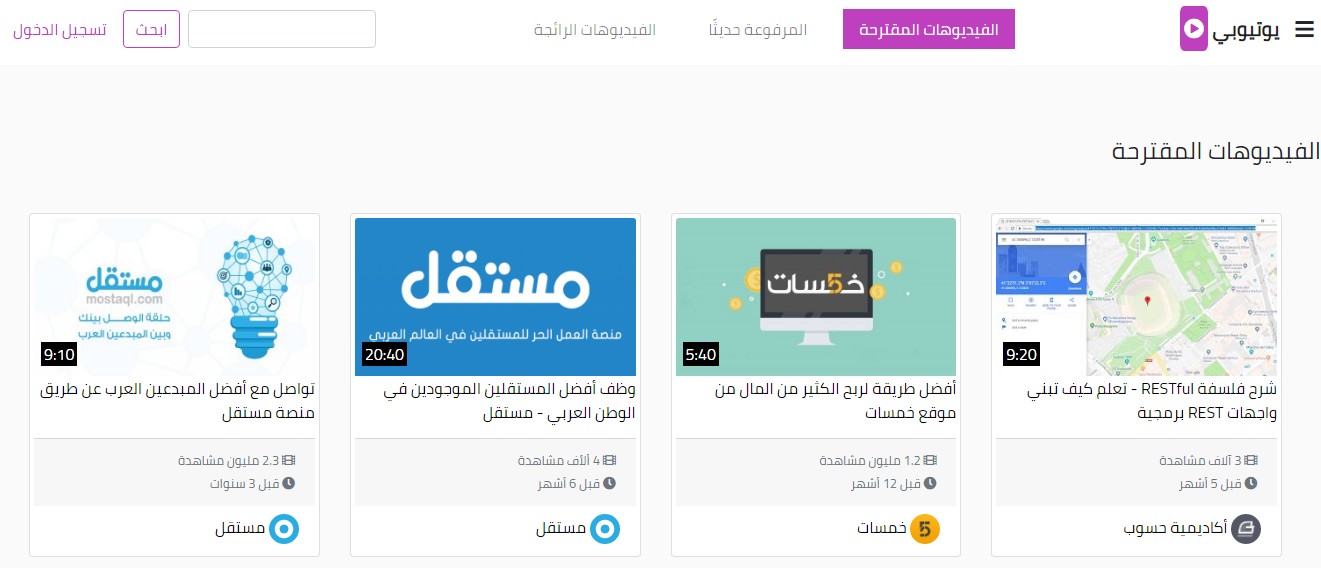 يوتيوبي
الفيديوهات المقترحة
المرفوعة حديثًا
الفيديوهات الرائجة
ابحث
تسجيل الدخول
الفيديوهات المقترحة
9:20
شرح فلسفة RESTful - تعلم كيف تبني
واجهات REST برمجية
3 آلاف مشاهدة
قبل 5 أشهر
أكاديمية حسوب
خمسات
5:40
أفضل طريقة لربح الكثير من المال من
موقع خمسات
1.2 مليون مشاهدة
قبل 12 أشهر
خمسات
مستقل
منصة العمل الحر للمستقلين في العالم العربي
20:40
وظف أفضل المستقلين الموجودين في
الوطن العربي - مستقل
4 ألأف مشاهدة
قبل 6 أشهر
مستقل
مستقل
mostaql.com
حلقة الوصل بينك
وبين المبدعين العرب
9:10
تواصل مع أفضل المبدعين العرب عن طريق
منصة مستقل
2.3 مليون مشاهدة
قبل 3 سنوات
مستقل